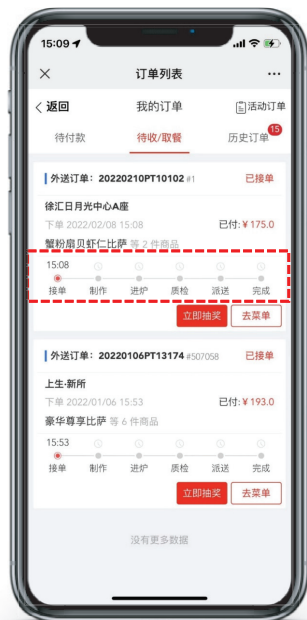 15:09
订单列表
返回
我的订单
活动订单
待付款
待收/取餐
历史订单
15
外送订单：20220210PT10102 #1
已接单
徐汇日月光中心A座
下单 2022/02/08 15:08
已付:￥175.0
蟹粉扇贝虾仁比萨 等 2 件商品
15:08
接单 制作 进炉 质检 派送 完成
立即抽奖 去菜单
外送订单：20220106PT13174 #507058
已接单
上生·新所
下单 2022/01/06 15:53
已付:￥193.0
豪华尊享比萨 等 6 件商品
15:53
接单 制作 进炉 质检 派送 完成
立即抽奖 去菜单
没有更多数据